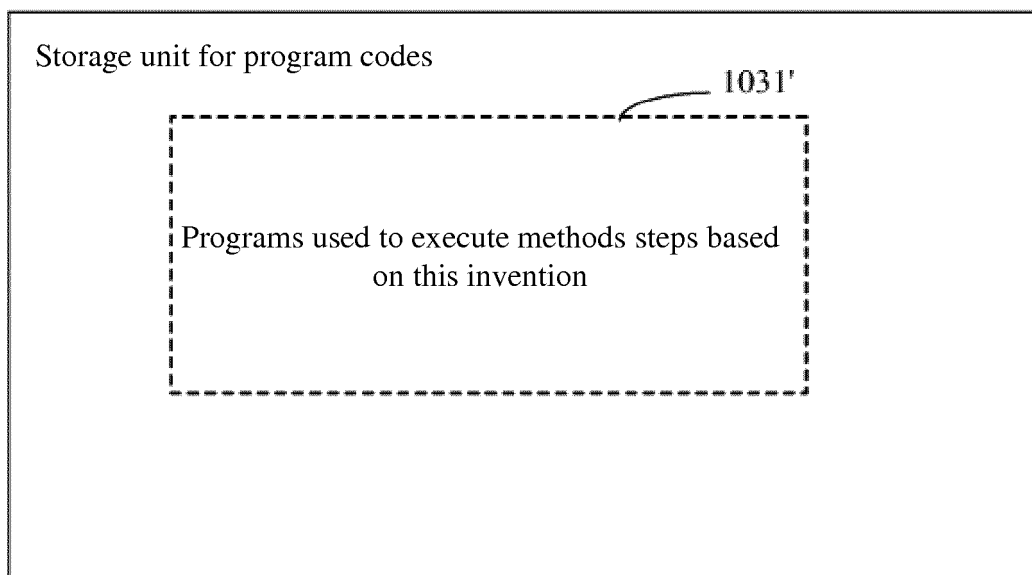 Storage unit for program codes
1031'
Programs used to execute methods steps based
on this invention